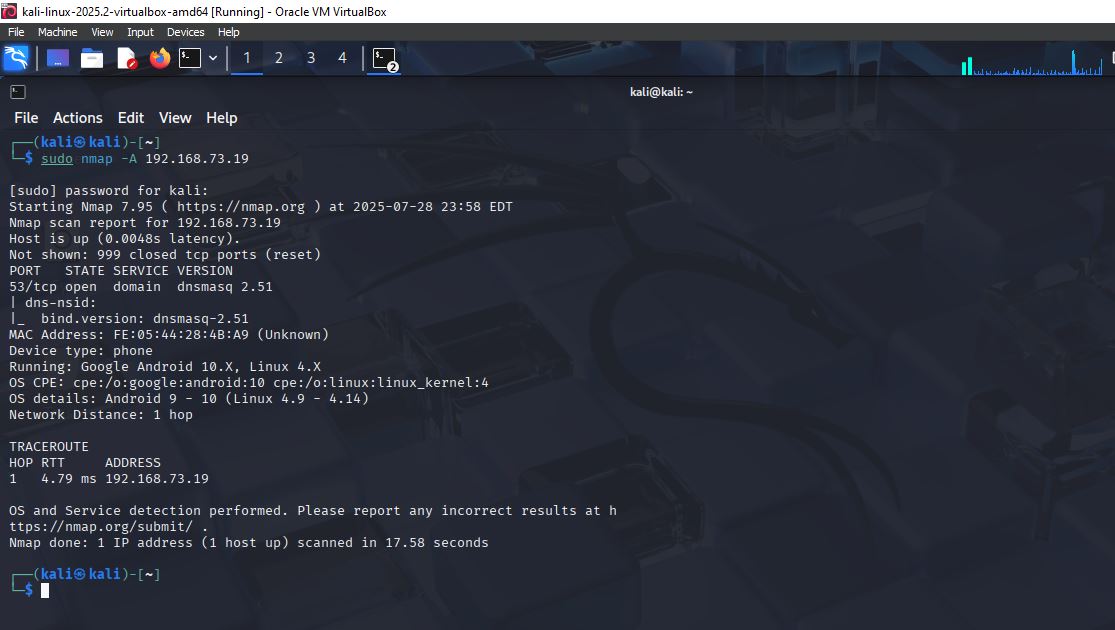 kali-linux-2025.2-virtualbox-amd64 [Running] - Oracle VM VirtualBox
File Machine View Input Devices Help
1 2 3 4 2
kali@kali: ~
File Actions Edit View Help
┌──(kali㉿kali)-[~]
└─$ sudo nmap -A 192.168.73.19
[sudo] password for kali:
Starting Nmap 7.95 ( https://nmap.org ) at 2025-07-28 23:58 EDT
Nmap scan report for 192.168.73.19
Host is up (0.0048s latency).
Not shown: 999 closed tcp ports (reset)
PORT   STATE SERVICE VERSION
53/tcp open  domain  dnsmasq 2.51
| dns-nsid:
|_  bind.version: dnsmasq-2.51
MAC Address: FE:05:44:28:4B:A9 (Unknown)
Device type: phone
Running: Google Android 10.X, Linux 4.X
OS CPE: cpe:/o:google:android:10 cpe:/o:linux:linux_kernel:4
OS details: Android 9 - 10 (Linux 4.9 - 4.14)
Network Distance: 1 hop
TRACEROUTE
HOP RTT     ADDRESS
1   4.79 ms 192.168.73.19
OS and Service detection performed. Please report any incorrect results at h
ttps://nmap.org/submit/ .
Nmap done: 1 IP address (1 host up) scanned in 17.58 seconds
┌──(kali㉿kali)-[~]
└─$